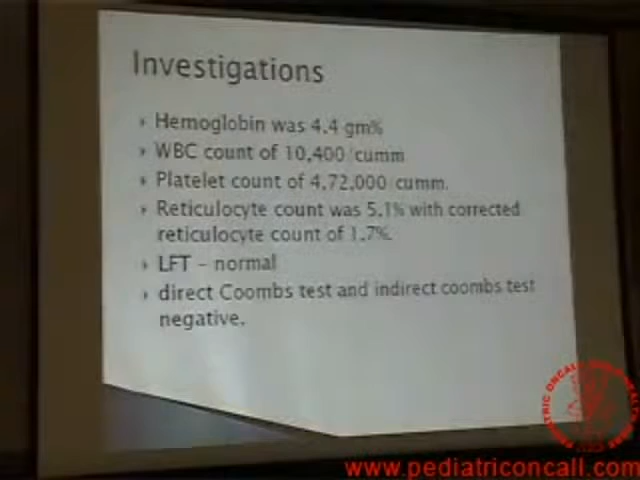 Investigations
Hemoglobin was 4.4 gm%
WBC count of 10,400 cumm
Platelet count of 4,72,000 cumm.
Reticulocyte count was 5.1% with corrected
reticulocyte count of 1.7%.
LFT – normal
direct Coombs test and indirect coombs test
negative.
www.pediatriconcall.com